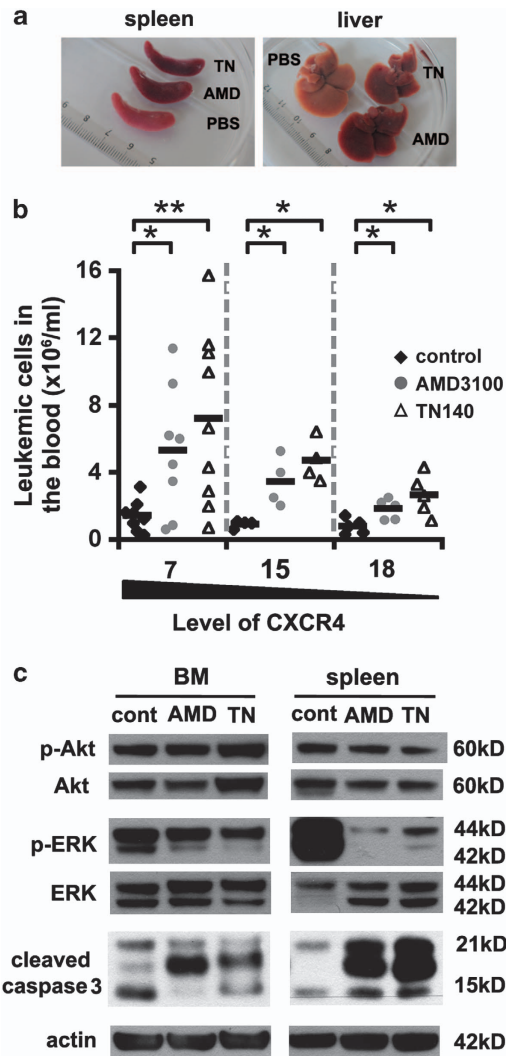 a
spleen
liver
TN
AMD
PBS
PBS
TN
AMD
b
** * *
* * *
Leukemic cells in
the blood (x10⁶/ml)
16
12
8
4
0
control
AMD3100
TN140
7 15 18
Level of CXCR4
c
BM spleen
cont AMD TN cont AMD TN
p-Akt 60kD
Akt 60kD
p-ERK 44kD
42kD
ERK 44kD
42kD
cleaved 21kD
caspase3 15kD
actin 42kD